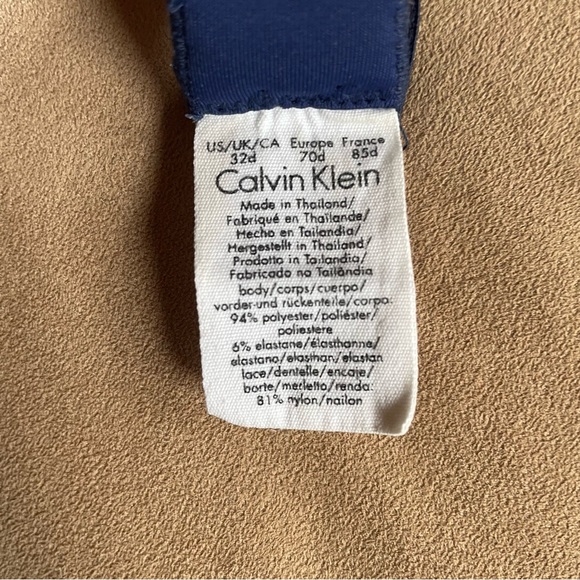 US/UK/CA Europe France
32d 70d 85d
Calvin Klein
Made in Thailand/
Fabriqué en Thaïlande/
Hecho en Tailandia/
Hergestellt in Thailand/
Prodotto in Tailandia/
Fabricado na Tailândia
body/corps/cuerpo/
vorder-und rückenteile/corpo:
94% polyester/poliéster/
poliestere
6% elastane/élasthanne/
elastano/elasthan/elastan
lace/dentelle/encaje/
borte/merletto/renda:
81% nylon/nailon